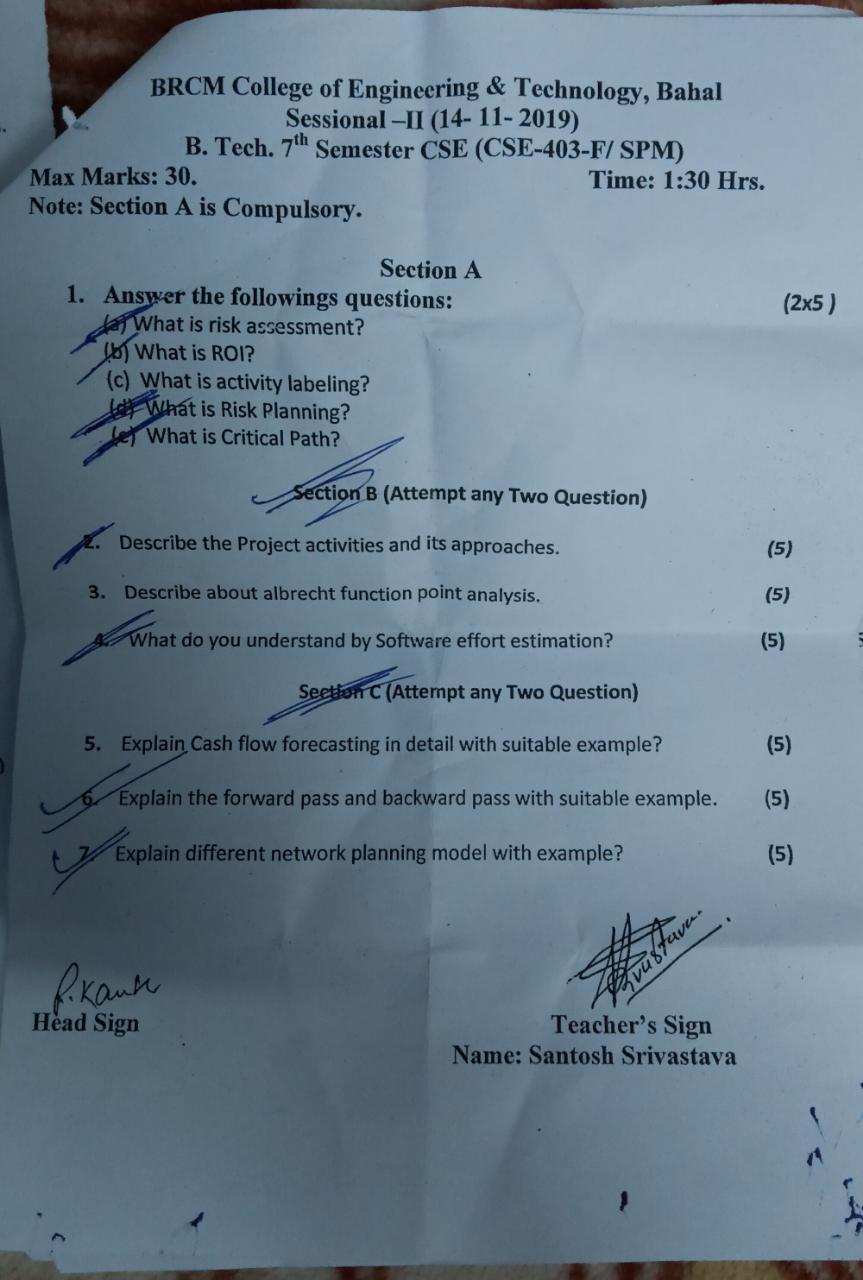 BRCM College of Engineering & Technology, Bahal
Sessional –II (14- 11- 2019)
B. Tech. 7th Semester CSE (CSE-403-F/ SPM)
Max Marks: 30. Time: 1:30 Hrs.
Note: Section A is Compulsory.
Section A
1. Answer the followings questions: (2x5 )
(a) What is risk assessment?
(b) What is ROI?
(c) What is activity labeling?
(d) What is Risk Planning?
(e) What is Critical Path?
Section B (Attempt any Two Question)
2. Describe the Project activities and its approaches. (5)
3. Describe about albrecht function point analysis. (5)
4. What do you understand by Software effort estimation? (5)
Section C (Attempt any Two Question)
5. Explain Cash flow forecasting in detail with suitable example? (5)
6. Explain the forward pass and backward pass with suitable example. (5)
7. Explain different network planning model with example? (5)
Head Sign Teacher's Sign
Name: Santosh Srivastava